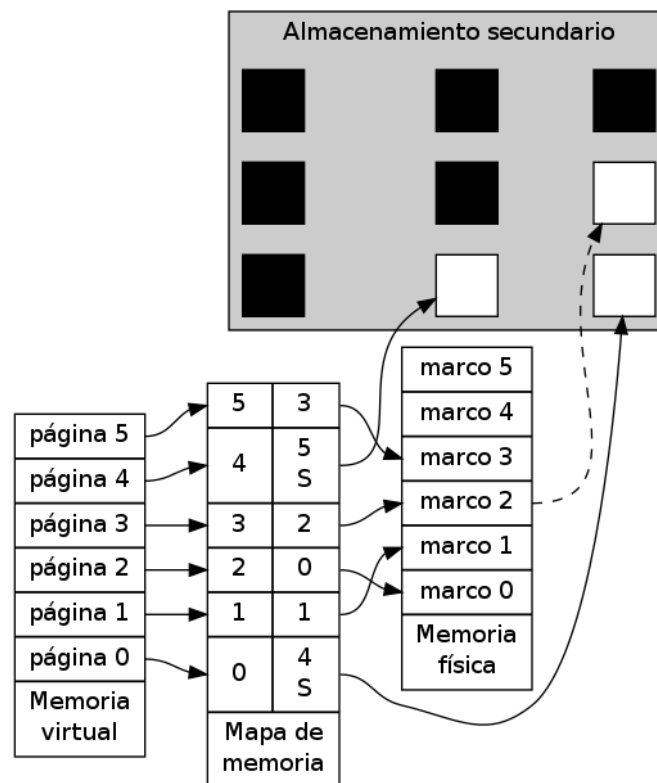 Almacenamiento secundario
página 5
página 4
página 3
página 2
página 1
página 0
Memoria
virtual
5 3
4 5
S
3 2
2 0
1 1
0 4
S
Mapa de
memoria
marco 5
marco 4
marco 3
marco 2
marco 1
marco 0
Memoria
física